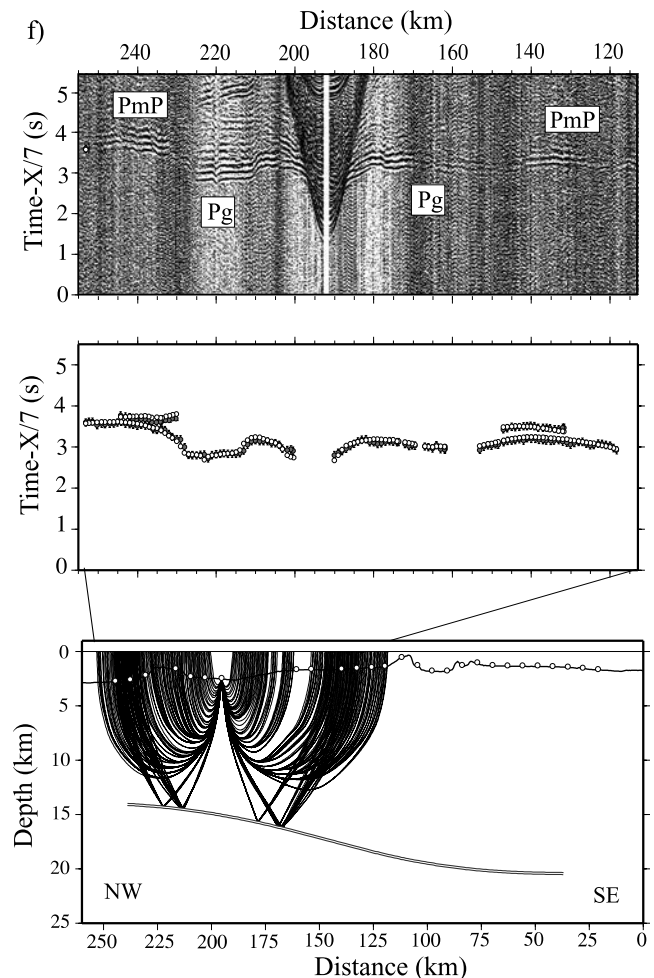 f)
Distance (km)
240 220 200 180 160 140 120
5
4
3
2
1
0
Time-X/7 (s)
PmP
PmP
Pg
Pg
5
4
3
2
1
0
Time-X/7 (s)
0
5
10
15
20
25
Depth (km)
NW SE
250 225 200 175 150 125 100 75 50 25 0
Distance (km)